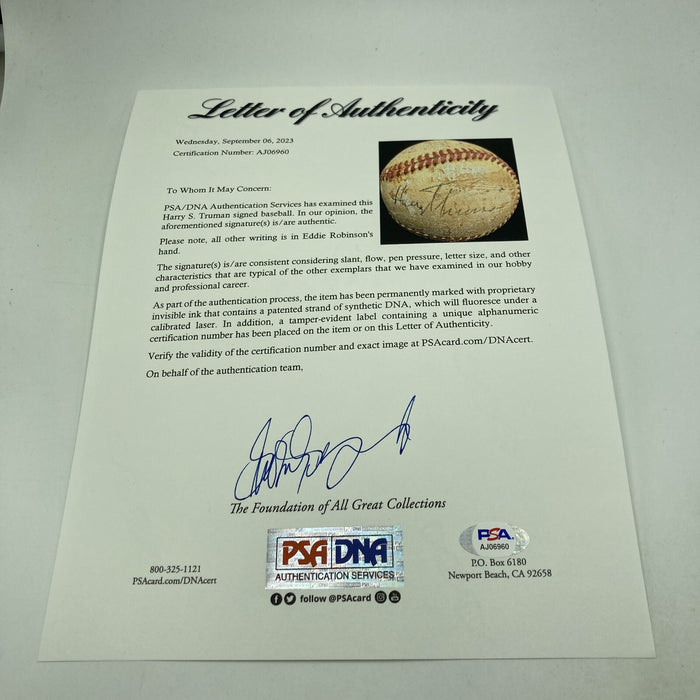 Letter of Authenticity
Wednesday, September 06, 2023
Certification Number: AJ06960
To Whom It May Concern:
PSA/DNA Authentication Services has examined this
Harry S. Truman signed baseball. In our opinion, the
aforementioned signature(s) is/are authentic.
Please note, all other writing is in Eddie Robinson's
hand.
The signature(s) is/are consistent considering slant, flow, pen pressure, letter size, and other
characteristics that are typical of the other exemplars that we have examined in our hobby
and professional career.
As part of the authentication process, the item has been permanently marked with proprietary
invisible ink that contains a patented strand of synthetic DNA, which will fluoresce under a
calibrated laser. In addition, a tamper-evident label containing a unique alphanumeric
certification number has been placed on the item or on this Letter of Authenticity.
Verify the validity of the certification number and exact image at PSAcard.com/DNAcert.
On behalf of the authentication team,
The Foundation of All Great Collections
800-325-1121
PSAcard.com/DNAcert
PSA DNA
AUTHENTICATION SERVICES
follow @PSAcard
PSA
AJ06960
P.O. Box 6180
Newport Beach, CA 92658
Harry Truman